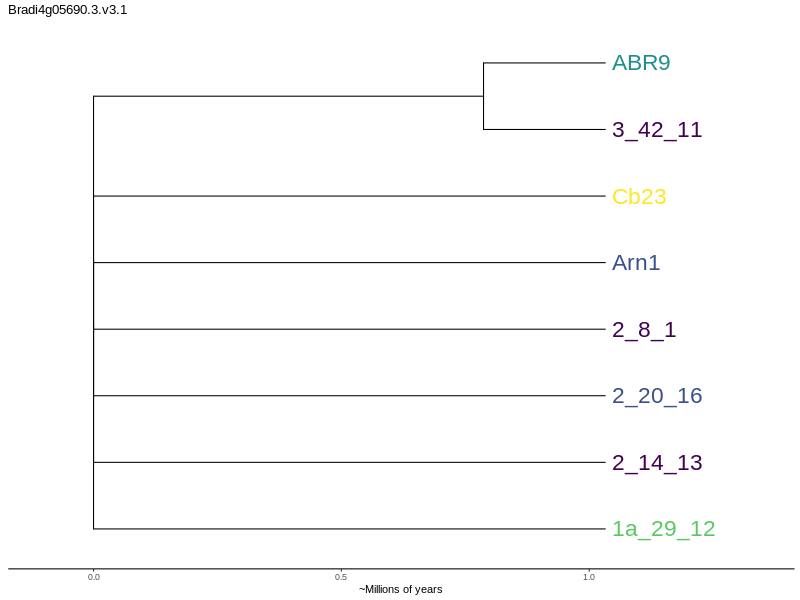 Bradi4g05690.3.v3.1
ABR9
3_42_11
Cb23
Arn1
2_8_1
2_20_16
2_14_13
1a_29_12
0.0 0.5 1.0
~Millions of years